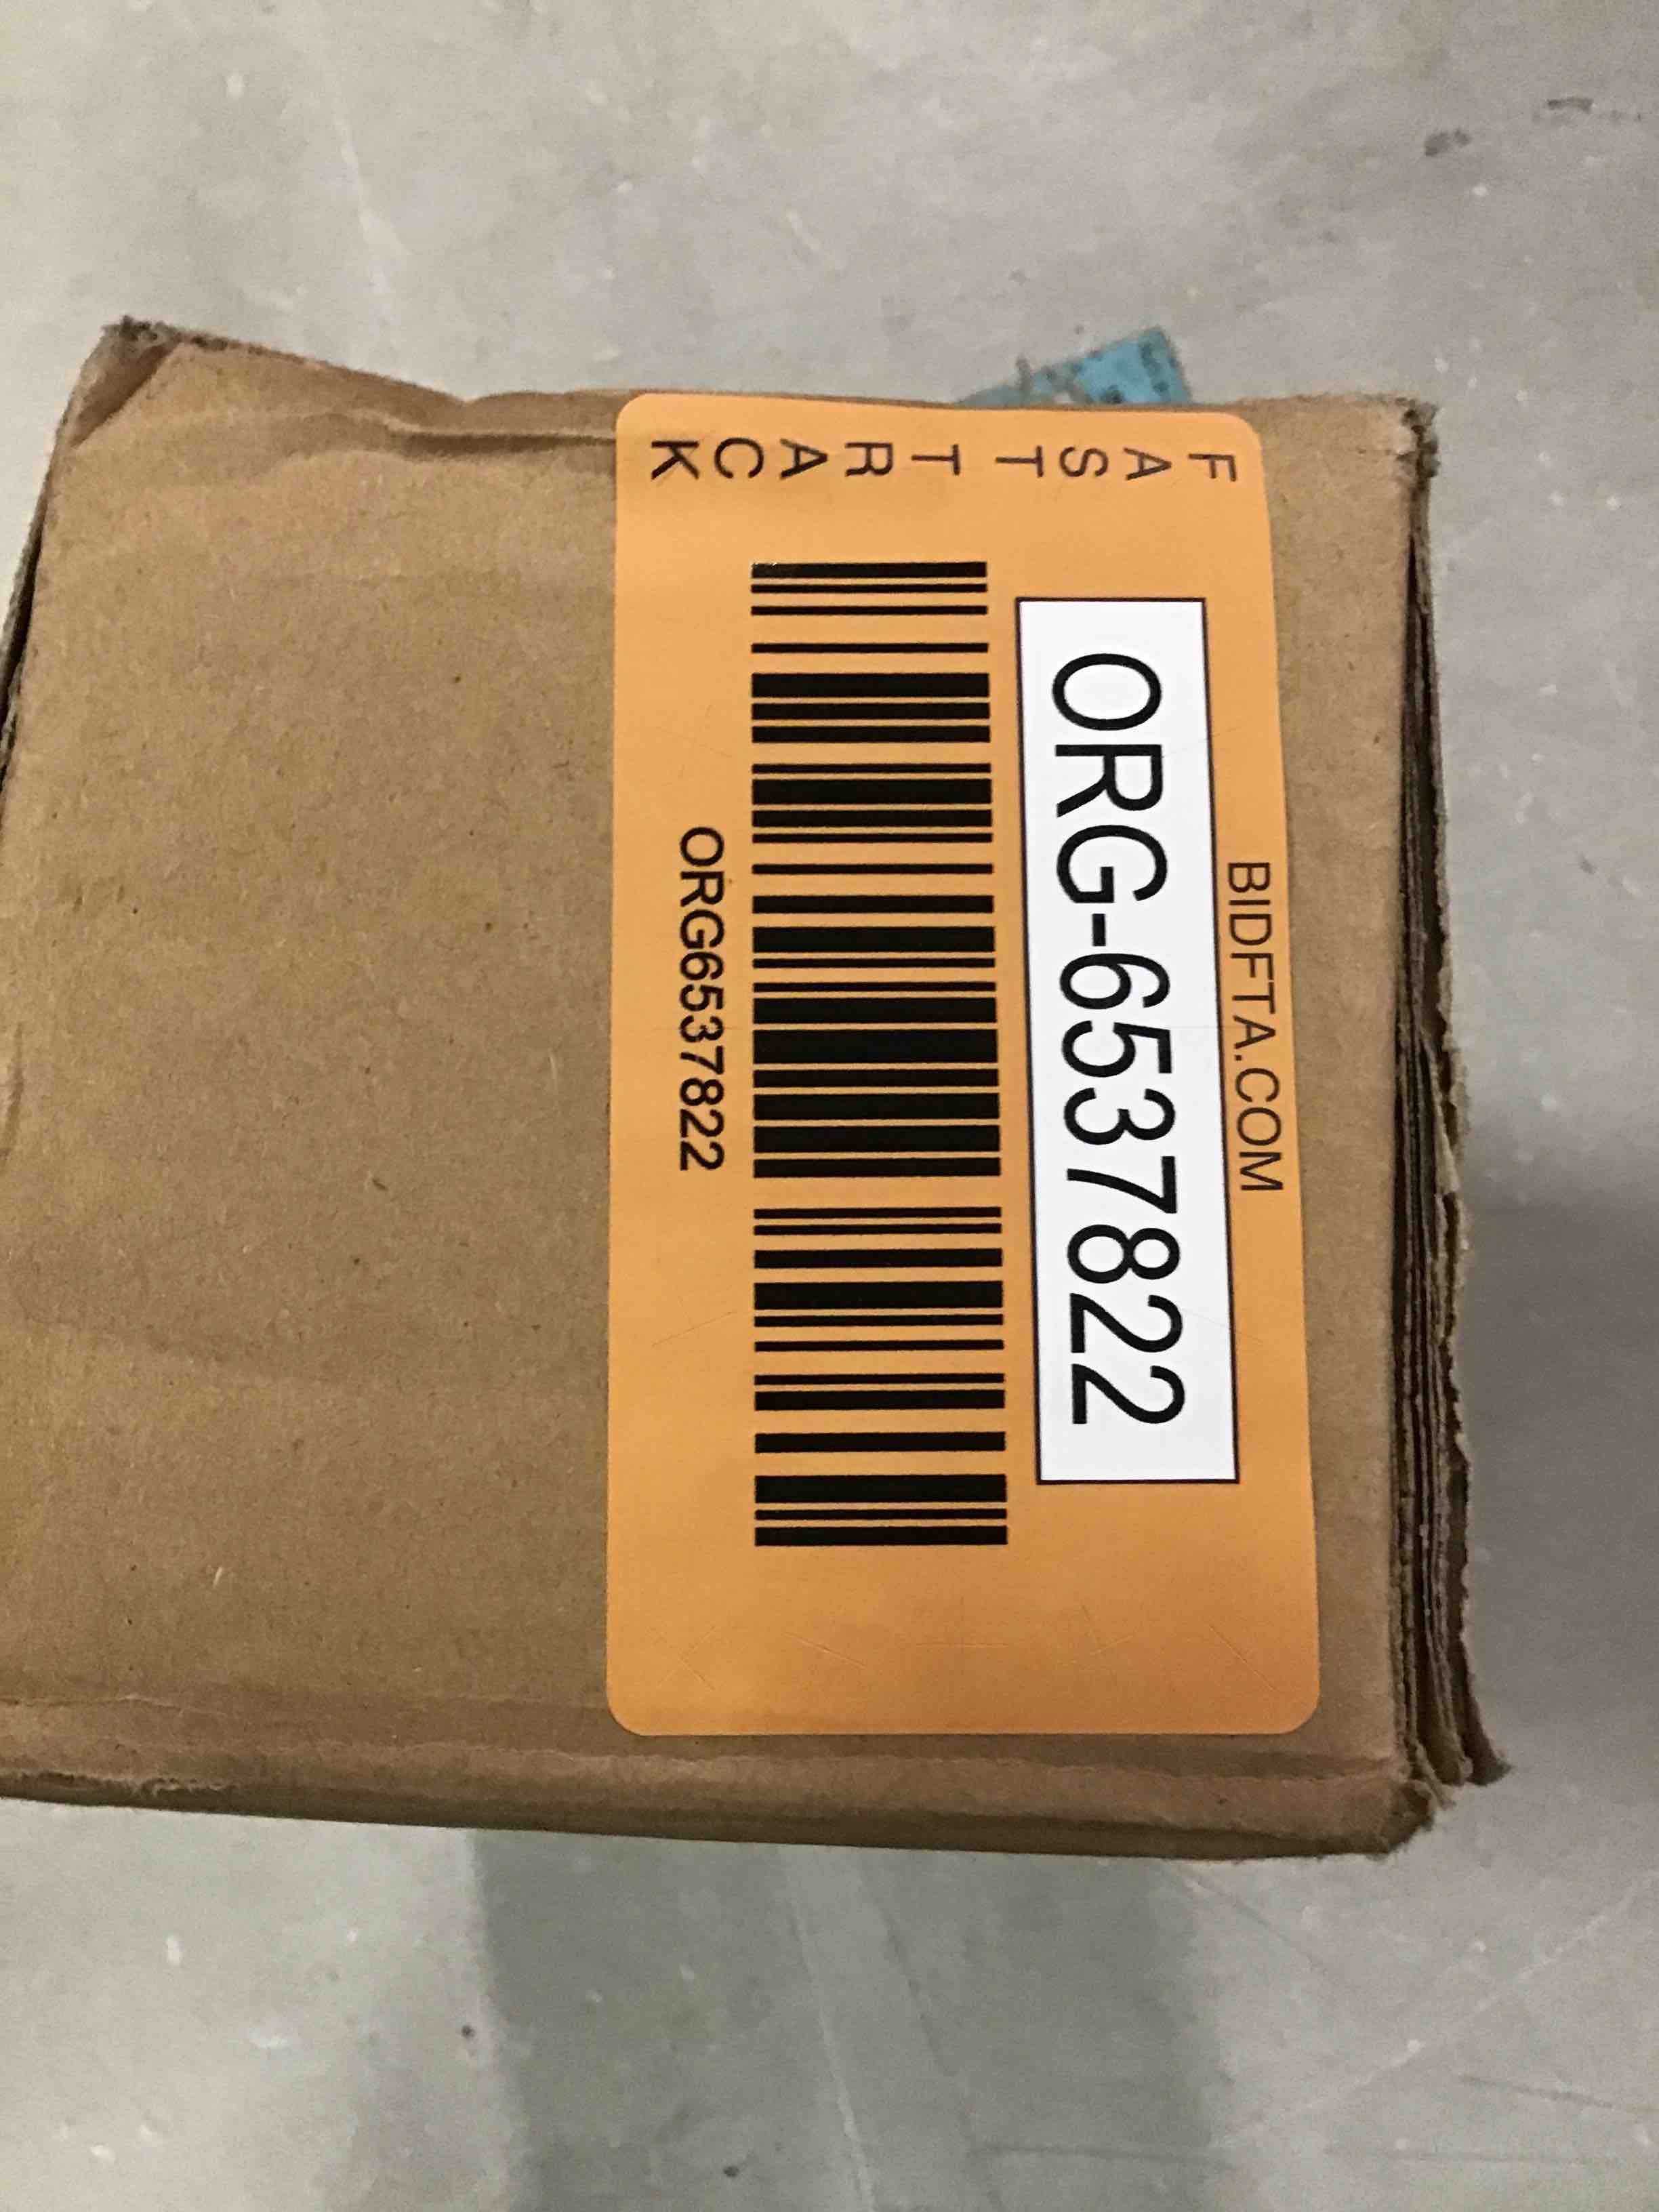 BIDFTA.COM
FAST TRACK
ORG-6537822
ORG6537822